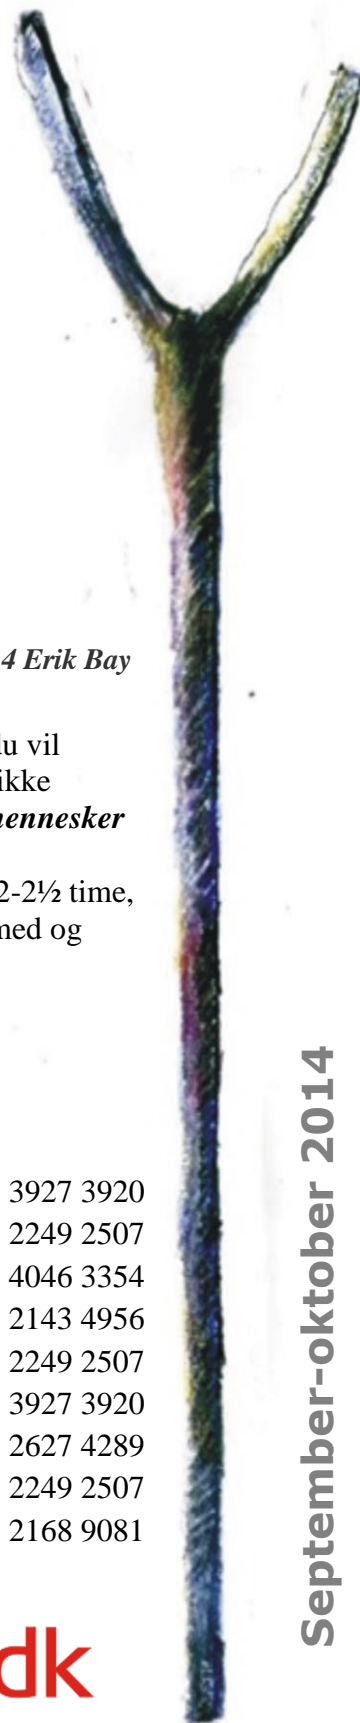 4 Erik Bay
du vil
ikke
mennesker
2-2½ time,
med og
3927 3920
2249 2507
4046 3354
2143 4956
2249 2507
3927 3920
2627 4289
2249 2507
2168 9081
dk
September-oktober 2014